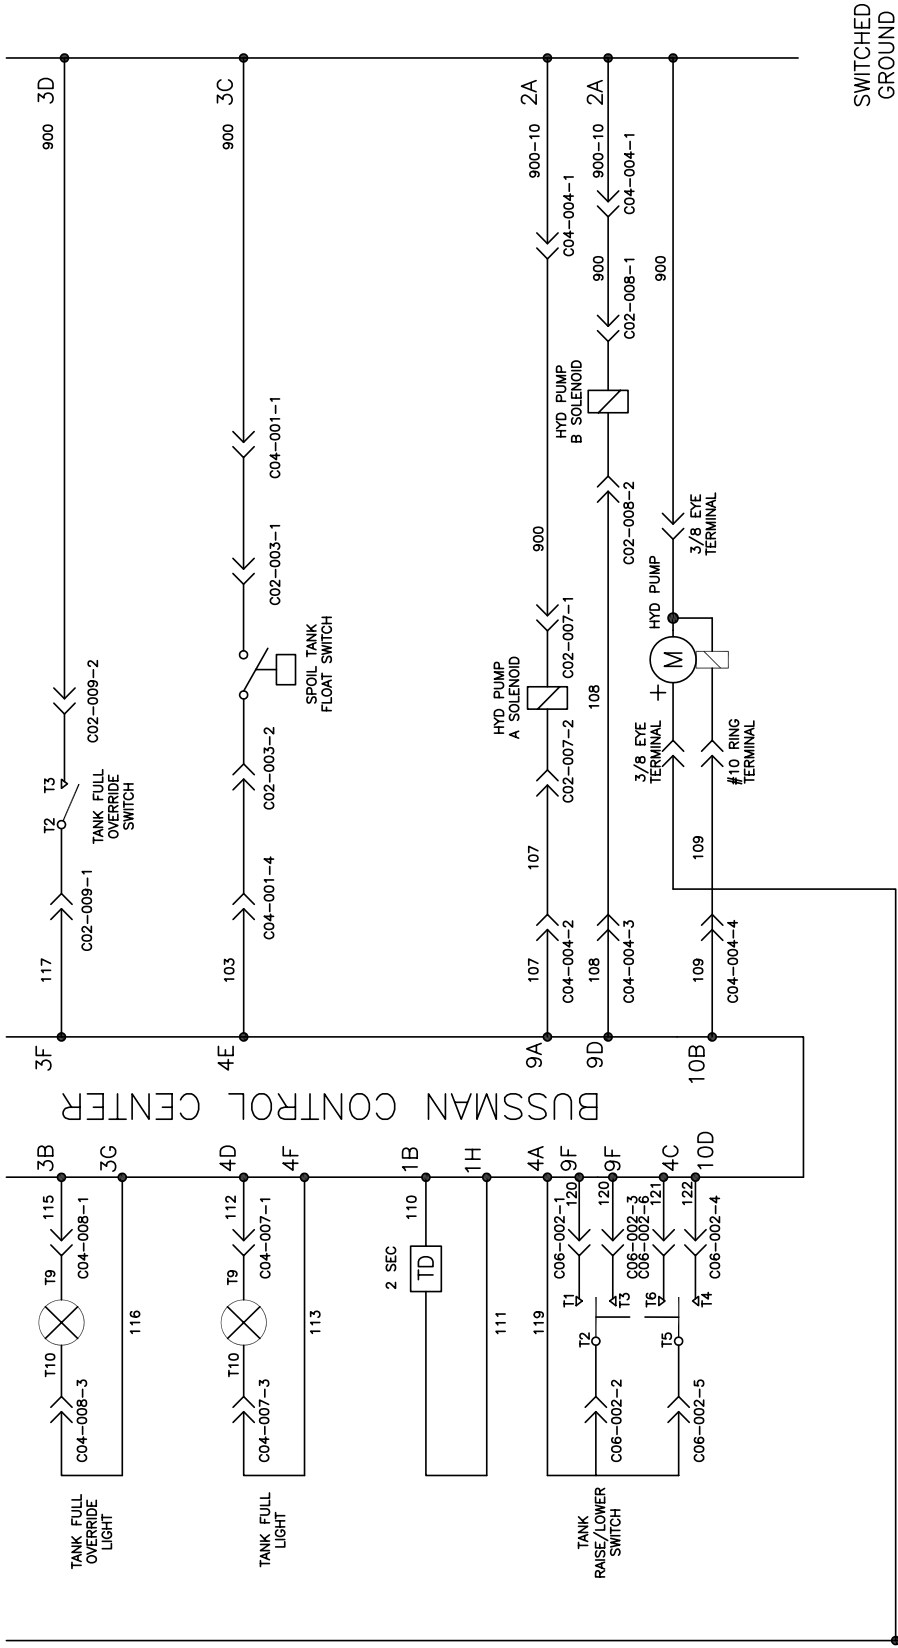 SWITCHED
GROUND
3D
900
C02-009-2
T3
T2
TANK FULL
OVERRIDE
SWITCH
C02-009-1
117
3F
3C
900
C04-001-1
C02-003-1
SPOIL TANK
FLOAT SWITCH
C02-003-2
C04-001-4
103
4E
2A
900-10
C04-004-1
900
C02-007-1
HYD PUMP
A SOLENOID
C02-007-2
107
107
C04-004-2
9A
2A
900-10
C04-004-1
900
C02-008-1
HYD PUMP
B SOLENOID
C02-008-2
108
108
C04-004-3
9D
900
3/8 EYE
TERMINAL
HYD PUMP
M
+
3/8 EYE
TERMINAL
#10 RING
TERMINAL
109
109
C04-004-4
10B
BUSSMAN CONTROL CENTER
3B
115
C04-008-1
T9
T10
C04-008-3
3G
116
TANK FULL
OVERRIDE
LIGHT
4D
112
C04-007-1
T9
T10
C04-007-3
4F
113
TANK FULL
LIGHT
1B
110
2 SEC
TD
1H
111
4A
119
9F
120
C06-002-1
T1
9F
120
C06-002-3
T3
T2
C06-002-2
4C
121
C06-002-6
T6
10D
122
C06-002-4
T4
T5
C06-002-5
TANK
RAISE/LOWER
SWITCH